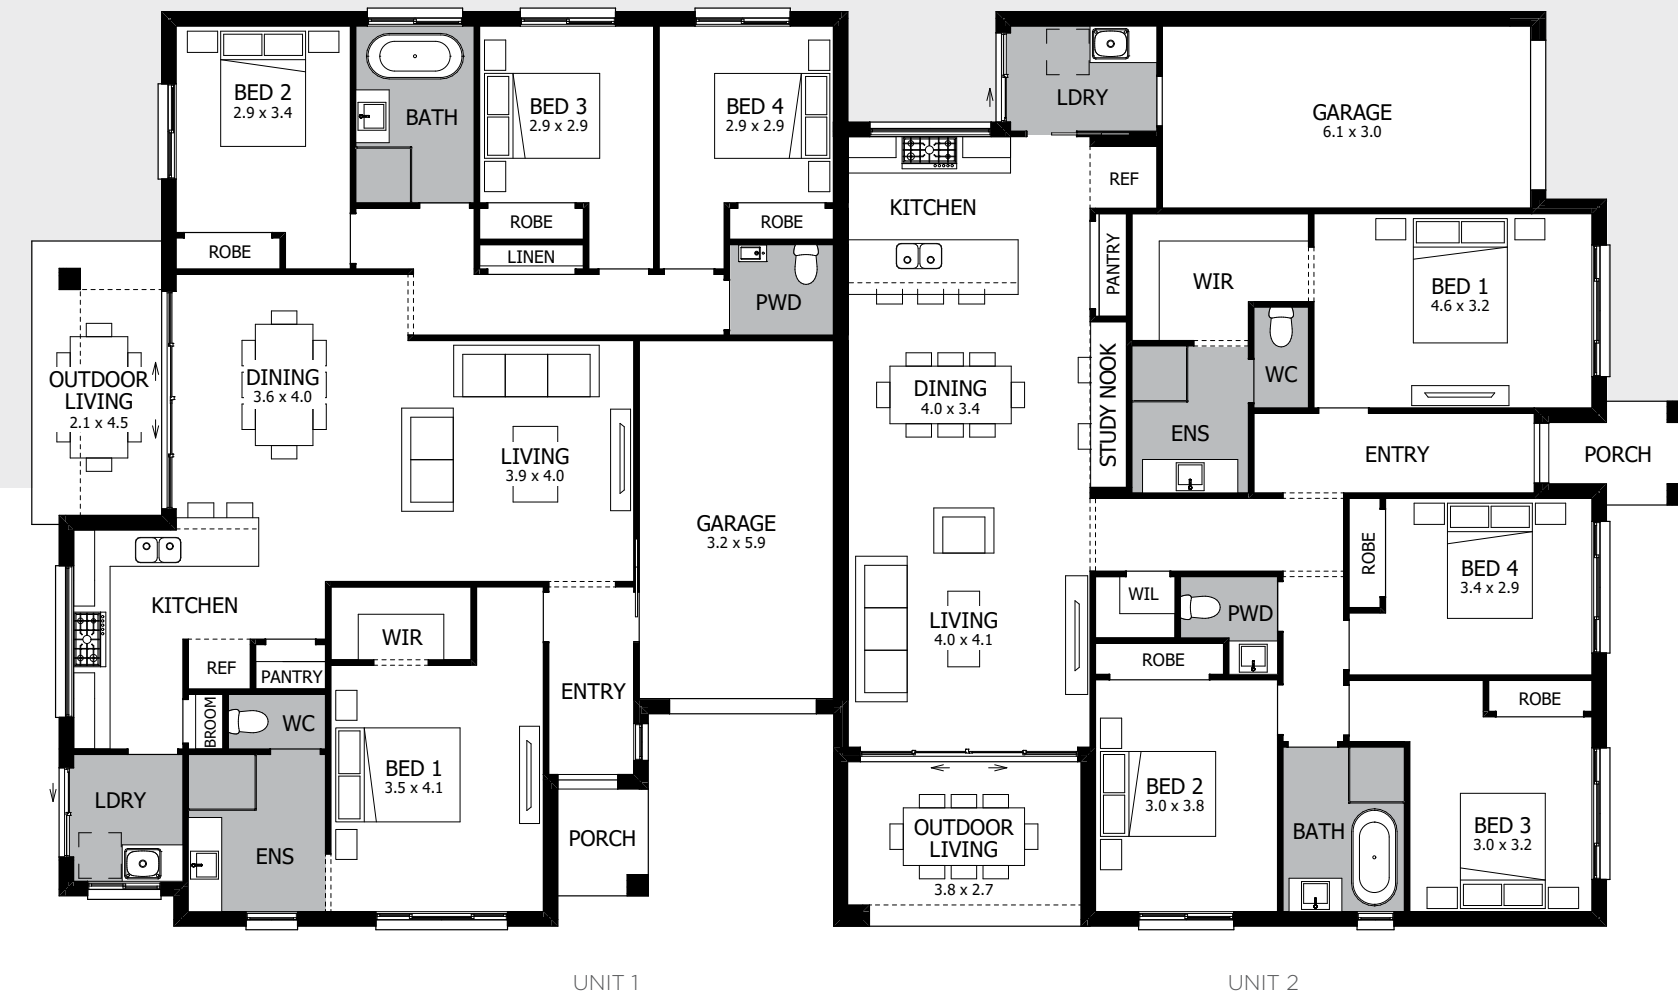 BED 2
2.9 x 3.4
BATH
BED 3
2.9 x 2.9
BED 4
2.9 x 2.9
ROBE
ROBE
ROBE
LINEN
PWD
OUTDOOR
LIVING
2.1 x 4.5
DINING
3.6 x 4.0
LIVING
3.9 x 4.0
GARAGE
3.2 x 5.9
KITCHEN
REF
PANTRY
WIR
BROOM
WC
ENTRY
BED 1
3.5 x 4.1
LDRY
ENS
PORCH
UNIT 1
LDRY
GARAGE
6.1 x 3.0
KITCHEN
REF
PANTRY
WIR
BED 1
4.6 x 3.2
DINING
4.0 x 3.4
STUDY NOOK
WC
ENS
ENTRY
PORCH
ROBE
BED 4
3.4 x 2.9
LIVING
4.0 x 4.1
WIL
PWD
ROBE
ROBE
BED 2
3.0 x 3.8
BATH
BED 3
3.0 x 3.2
OUTDOOR
LIVING
3.8 x 2.7
UNIT 2